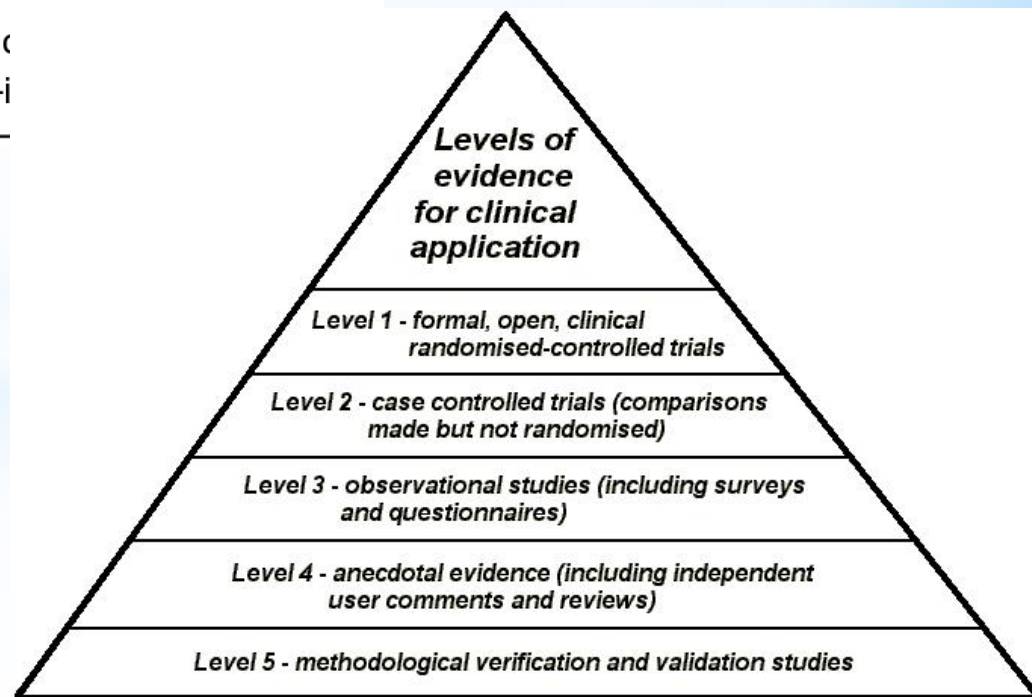 Levels of
evidence
for clinical
application
Level 1 - formal, open, clinical
randomised-controlled trials
Level 2 - case controlled trials (comparisons
made but not randomised)
Level 3 - observational studies (including surveys
and questionnaires)
Level 4 - anecdotal evidence (including independent
user comments and reviews)
Level 5 - methodological verification and validation studies